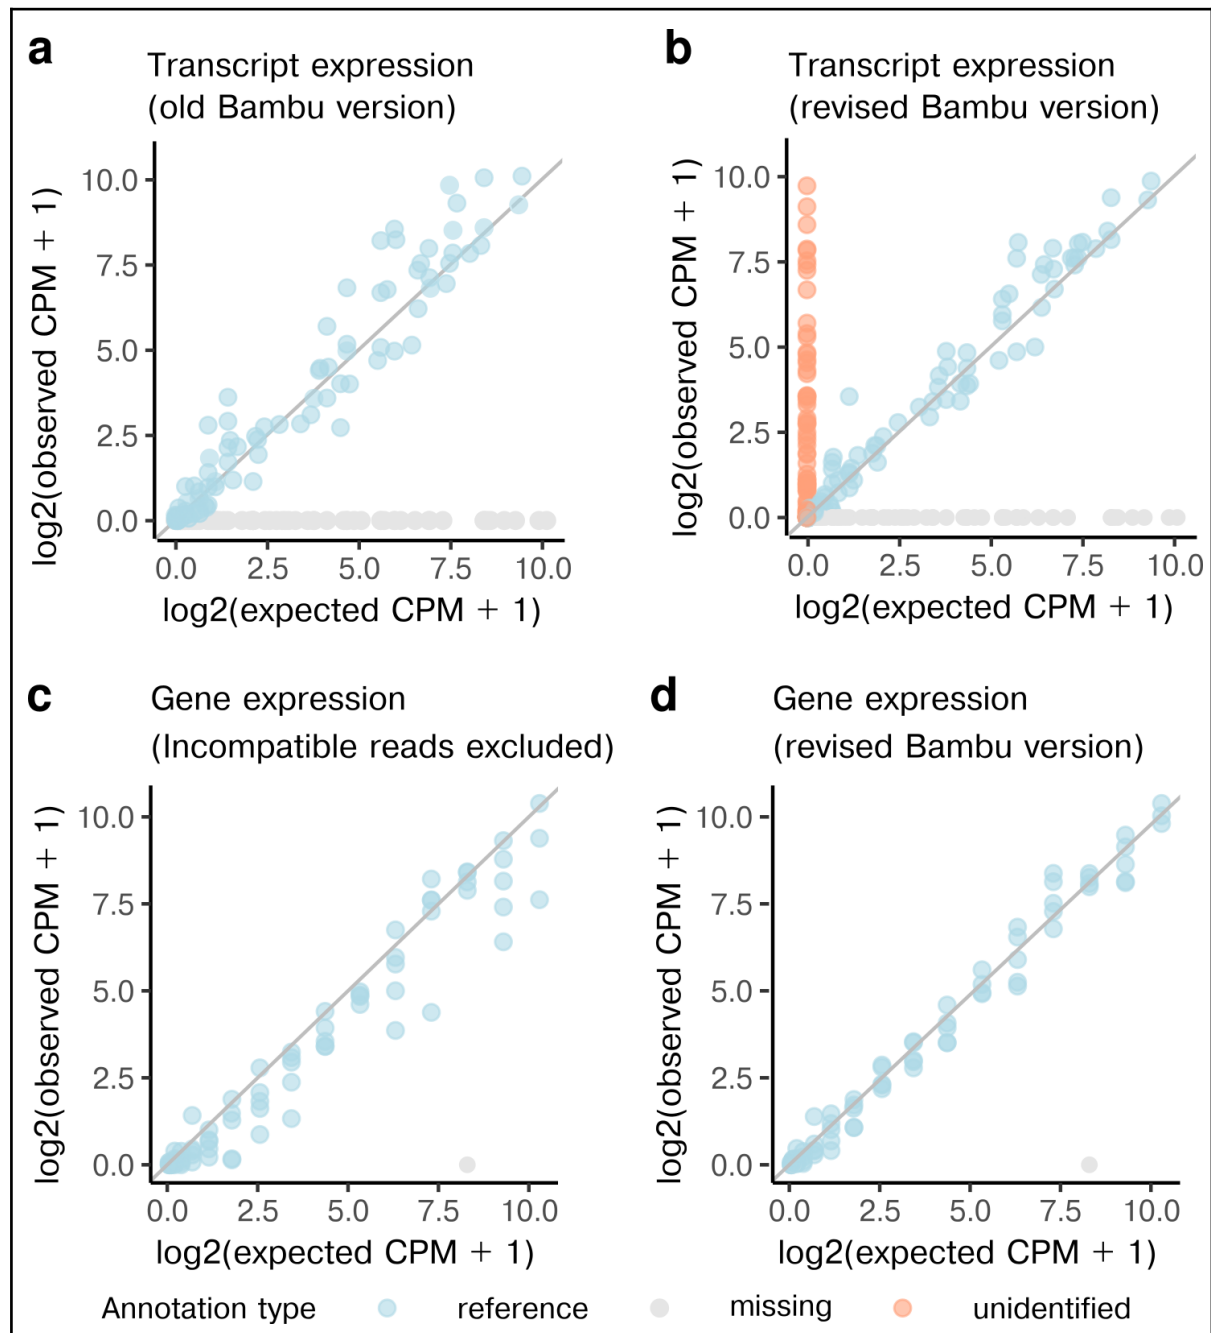 a
Transcript expression
(old Bambu version)
log2(observed CPM + 1)
10.0
7.5
5.0
2.5
0.0
0.0 2.5 5.0 7.5 10.0
log2(expected CPM + 1)
b
Transcript expression
(revised Bambu version)
log2(observed CPM + 1)
10.0
7.5
5.0
2.5
0.0
0.0 2.5 5.0 7.5 10.0
log2(expected CPM + 1)
c
Gene expression
(Incompatible reads excluded)
log2(observed CPM + 1)
10.0
7.5
5.0
2.5
0.0
0.0 2.5 5.0 7.5 10.0
log2(expected CPM + 1)
d
Gene expression
(revised Bambu version)
log2(observed CPM + 1)
10.0
7.5
5.0
2.5
0.0
0.0 2.5 5.0 7.5 10.0
log2(expected CPM + 1)
Annotation type reference missing unidentified